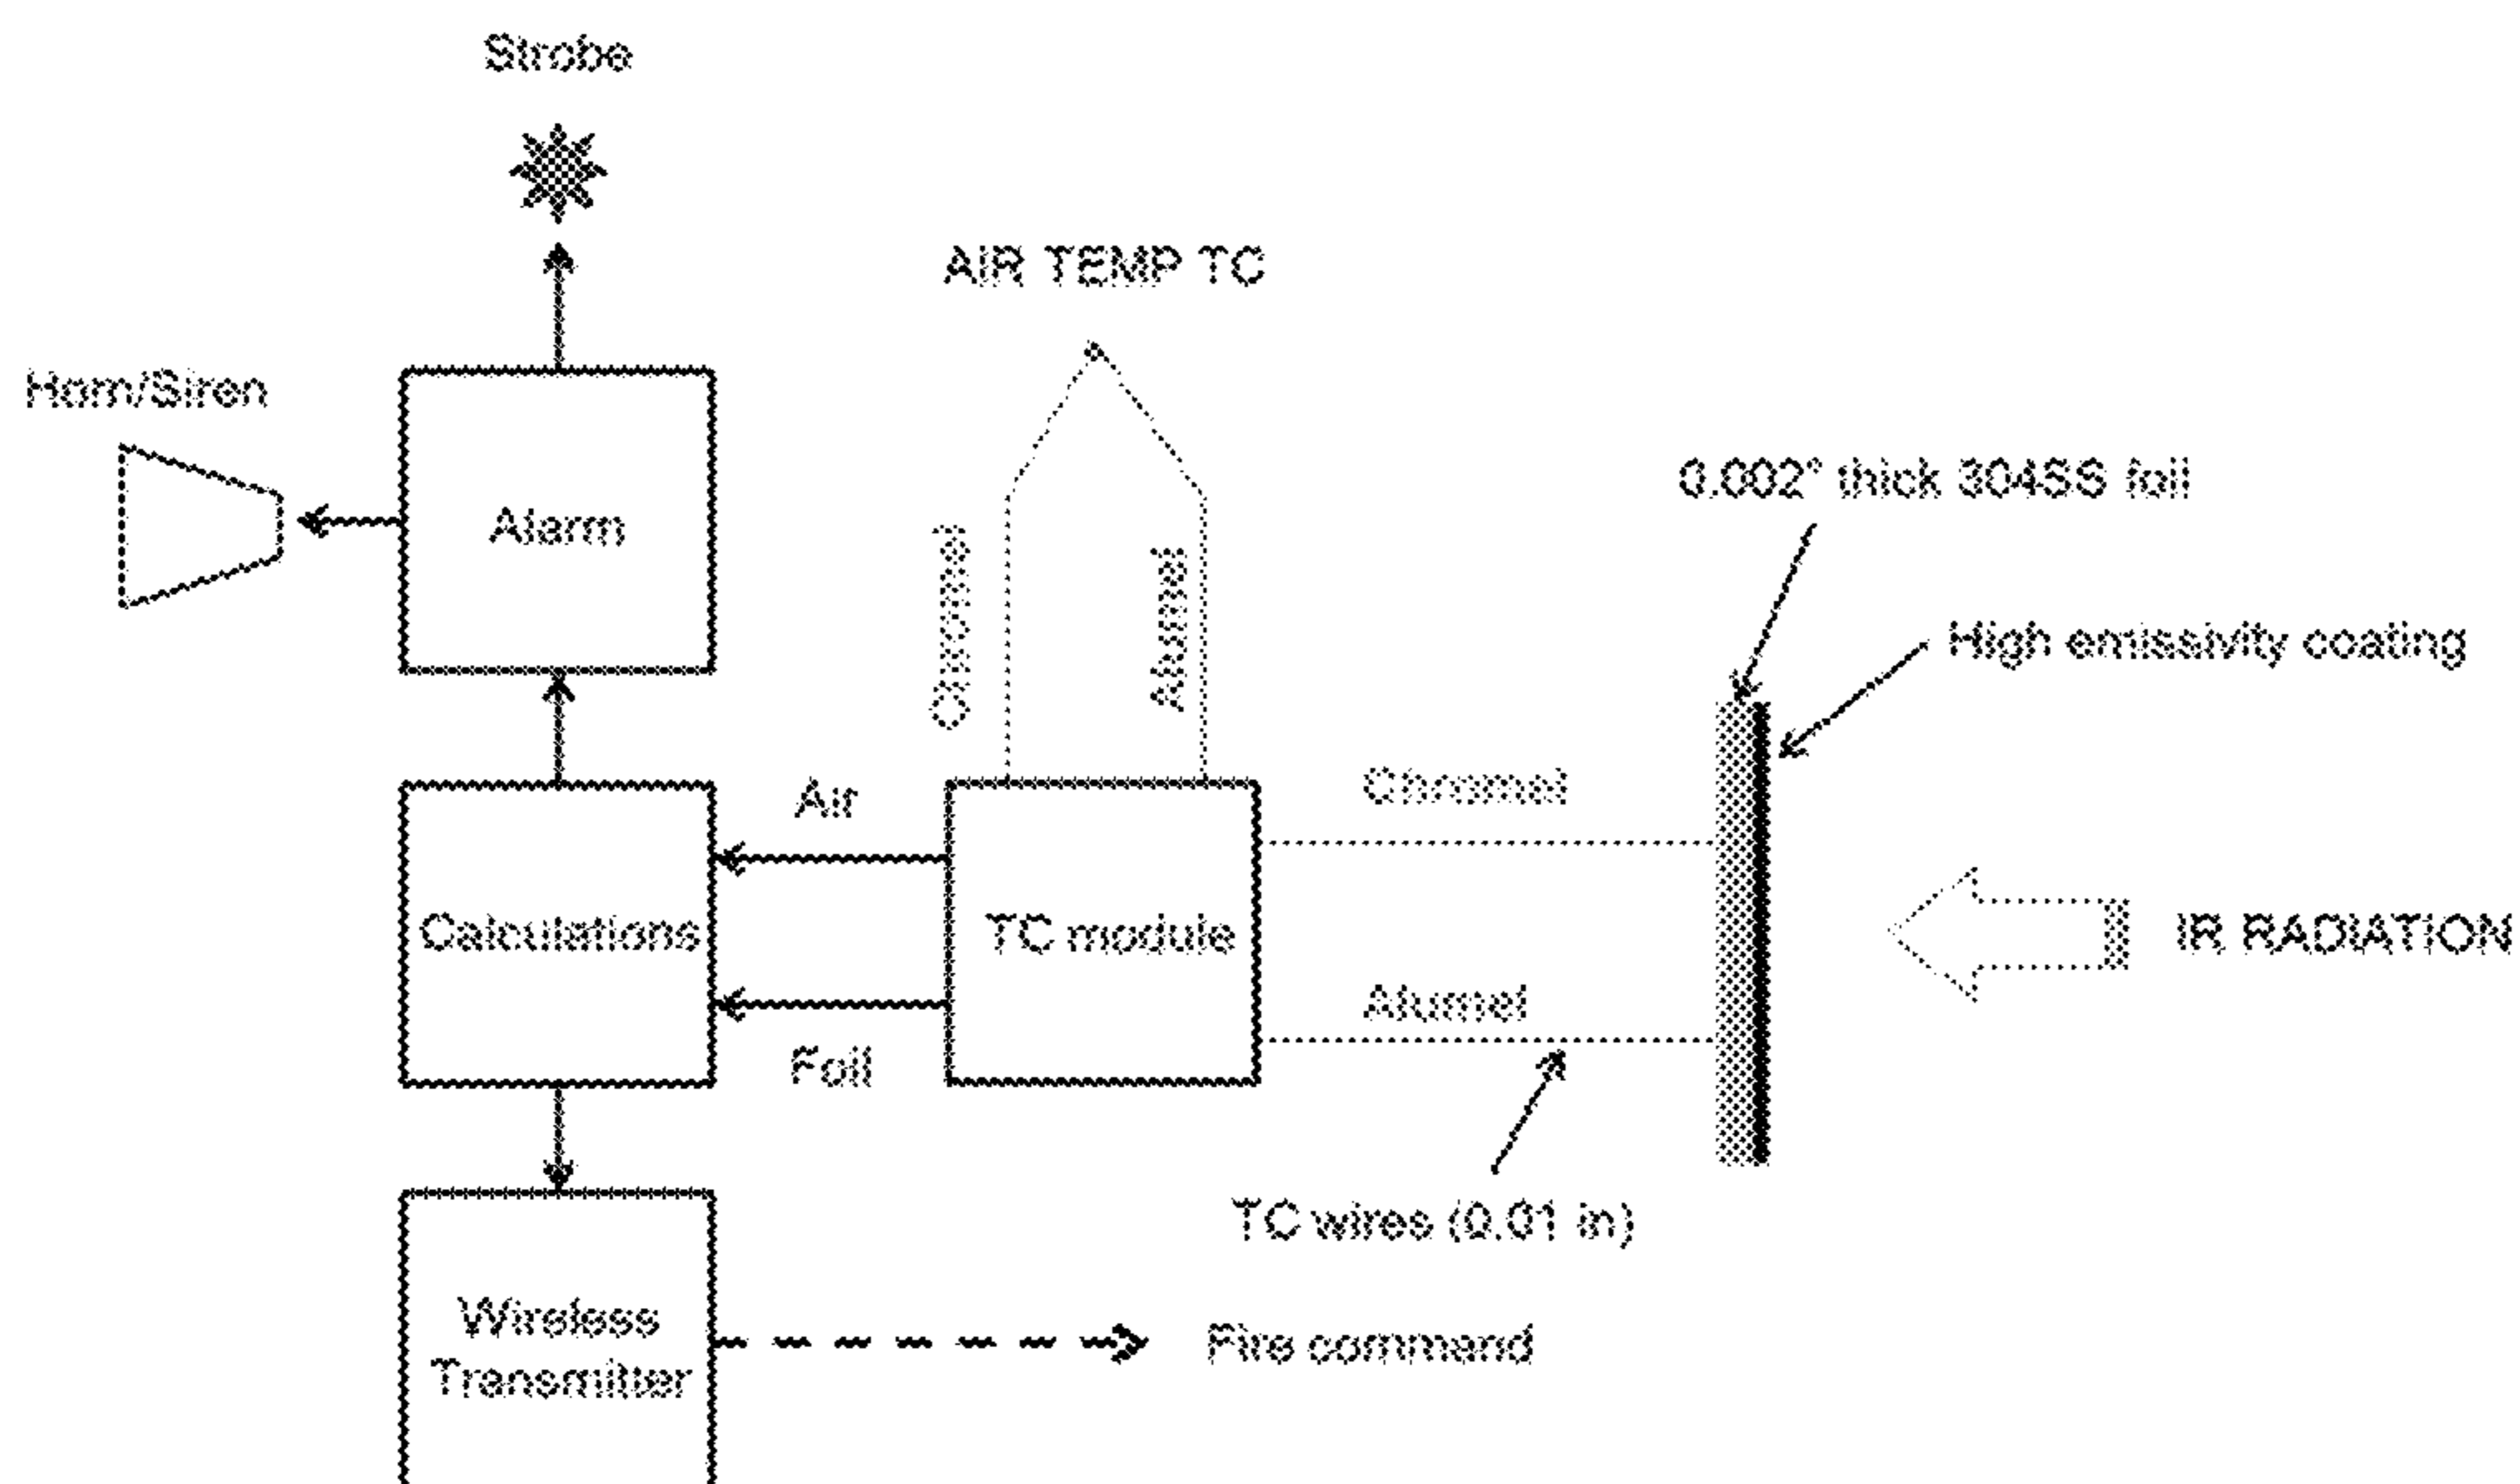 Strobe
AIR TEMP TC
Horn/Siren
Alarm
Chromel
Alumel
0.002" thick 304SS foil
High emissivity coating
Air
Chromel
Calculations
TC module
IR RADIATION
Alumel
Foil
TC wires (0.01 in)
Wireless
Transmitter
Fire command